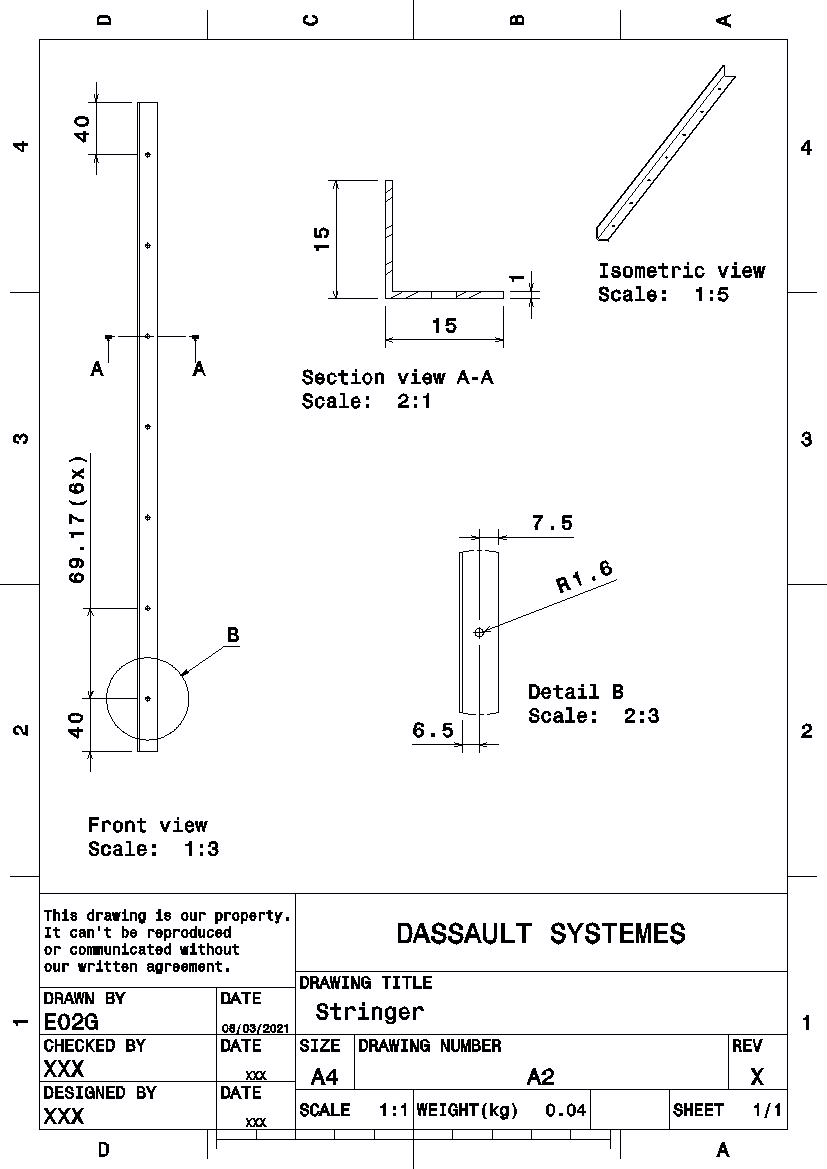 D C B A
4
4
40
15
1
15
Isometric view
Scale: 1:5
A
A
Section view A-A
Scale: 2:1
3
3
69.17(6x)
7.5
R1.6
B
Detail B
Scale: 2:3
6.5
40
2
2
Front view
Scale: 1:3
This drawing is our property.
It can't be reproduced
or communicated without
our written agreement.
DASSAULT SYSTEMES
DRAWING TITLE
Stringer
DRAWN BY
E02G
DATE
08/03/2021
1
1
CHECKED BY
XXX
DATE
XXX
SIZE
A4
DRAWING NUMBER
A2
REV
X
DESIGNED BY
XXX
DATE
XXX
SCALE 1:1
WEIGHT(kg) 0.04
SHEET 1/1
D A